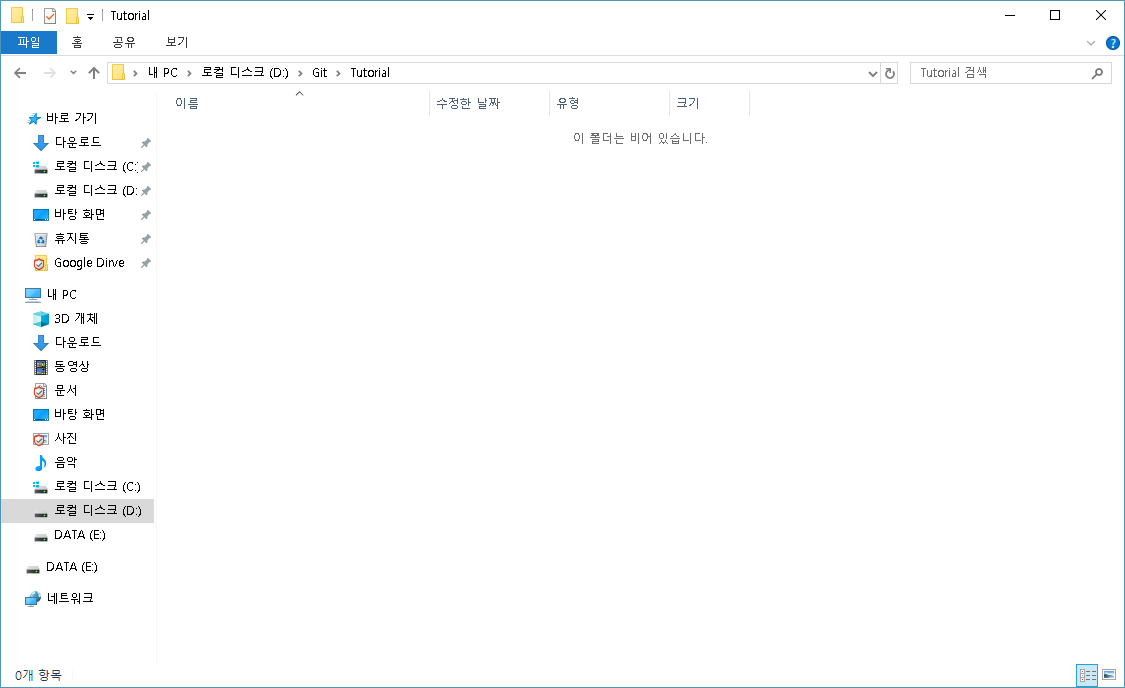 Tutorial
파일 홈 공유 보기
내 PC 로컬 디스크 (D:) Git Tutorial Tutorial 검색
이름 수정한 날짜 유형 크기
이 폴더는 비어 있습니다.
바로 가기
다운로드
로컬 디스크 (C:
로컬 디스크 (D:
바탕 화면
휴지통
Google Dirve
내 PC
3D 개체
다운로드
동영상
문서
바탕 화면
사진
음악
로컬 디스크 (C:)
로컬 디스크 (D:)
DATA (E:)
DATA (E:)
네트워크
0개 항목